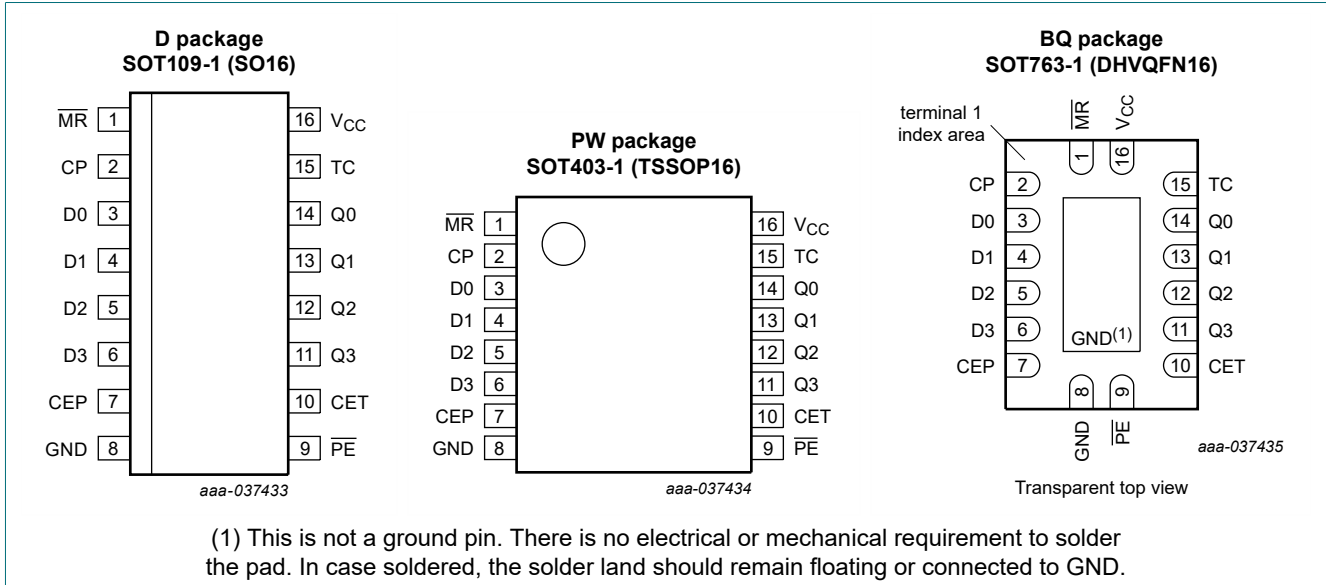 D package
SOT109-1 (SO16)
M̅R̅ 1
CP 2
D0 3
D1 4
D2 5
D3 6
CEP 7
GND 8
16 VCC
15 TC
14 Q0
13 Q1
12 Q2
11 Q3
10 CET
9 P̅E̅
aaa-037433
PW package
SOT403-1 (TSSOP16)
M̅R̅ 1
CP 2
D0 3
D1 4
D2 5
D3 6
CEP 7
GND 8
16 VCC
15 TC
14 Q0
13 Q1
12 Q2
11 Q3
10 CET
9 P̅E̅
aaa-037434
BQ package
SOT763-1 (DHVQFN16)
terminal 1
index area
M̅R̅
VCC
1
16
CP 2
D0 3
D1 4
D2 5
D3 6
CEP 7
15 TC
14 Q0
13 Q1
12 Q2
11 Q3
10 CET
GND(1)
8
9
GND
P̅E̅
aaa-037435
Transparent top view
(1) This is not a ground pin. There is no electrical or mechanical requirement to solder
the pad. In case soldered, the solder land should remain floating or connected to GND.